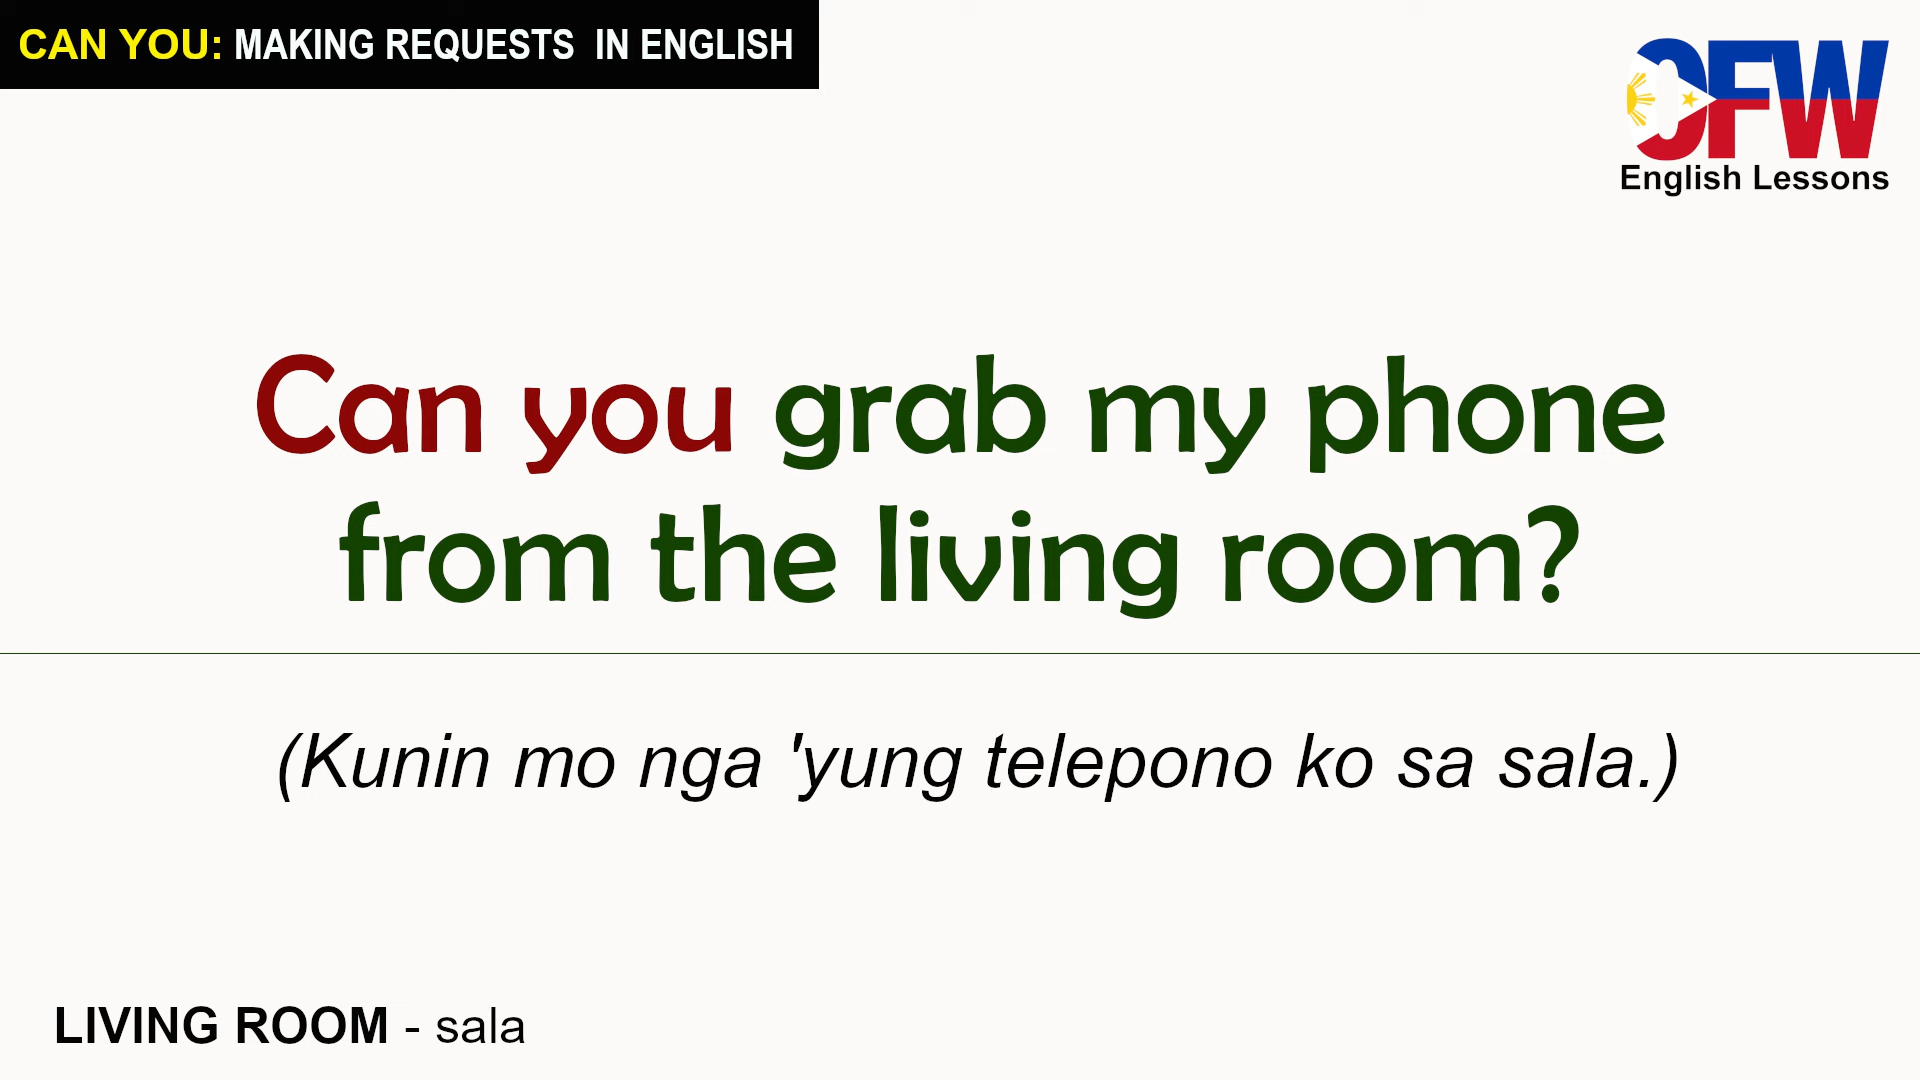 CAN YOU: MAKING REQUESTS IN ENGLISH
OFW
English Lessons
Can you grab my phone
from the living room?
(Kunin mo nga 'yung telepono ko sa sala.)
LIVING ROOM - sala